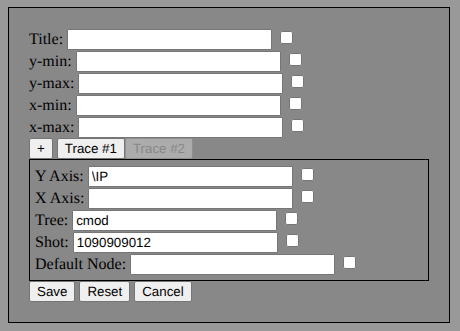 Title:
y-min:
y-max:
x-min:
x-max:
+ Trace #1 Trace #2
Y Axis: \IP
X Axis:
Tree: cmod
Shot: 1090909012
Default Node:
Save Reset Cancel